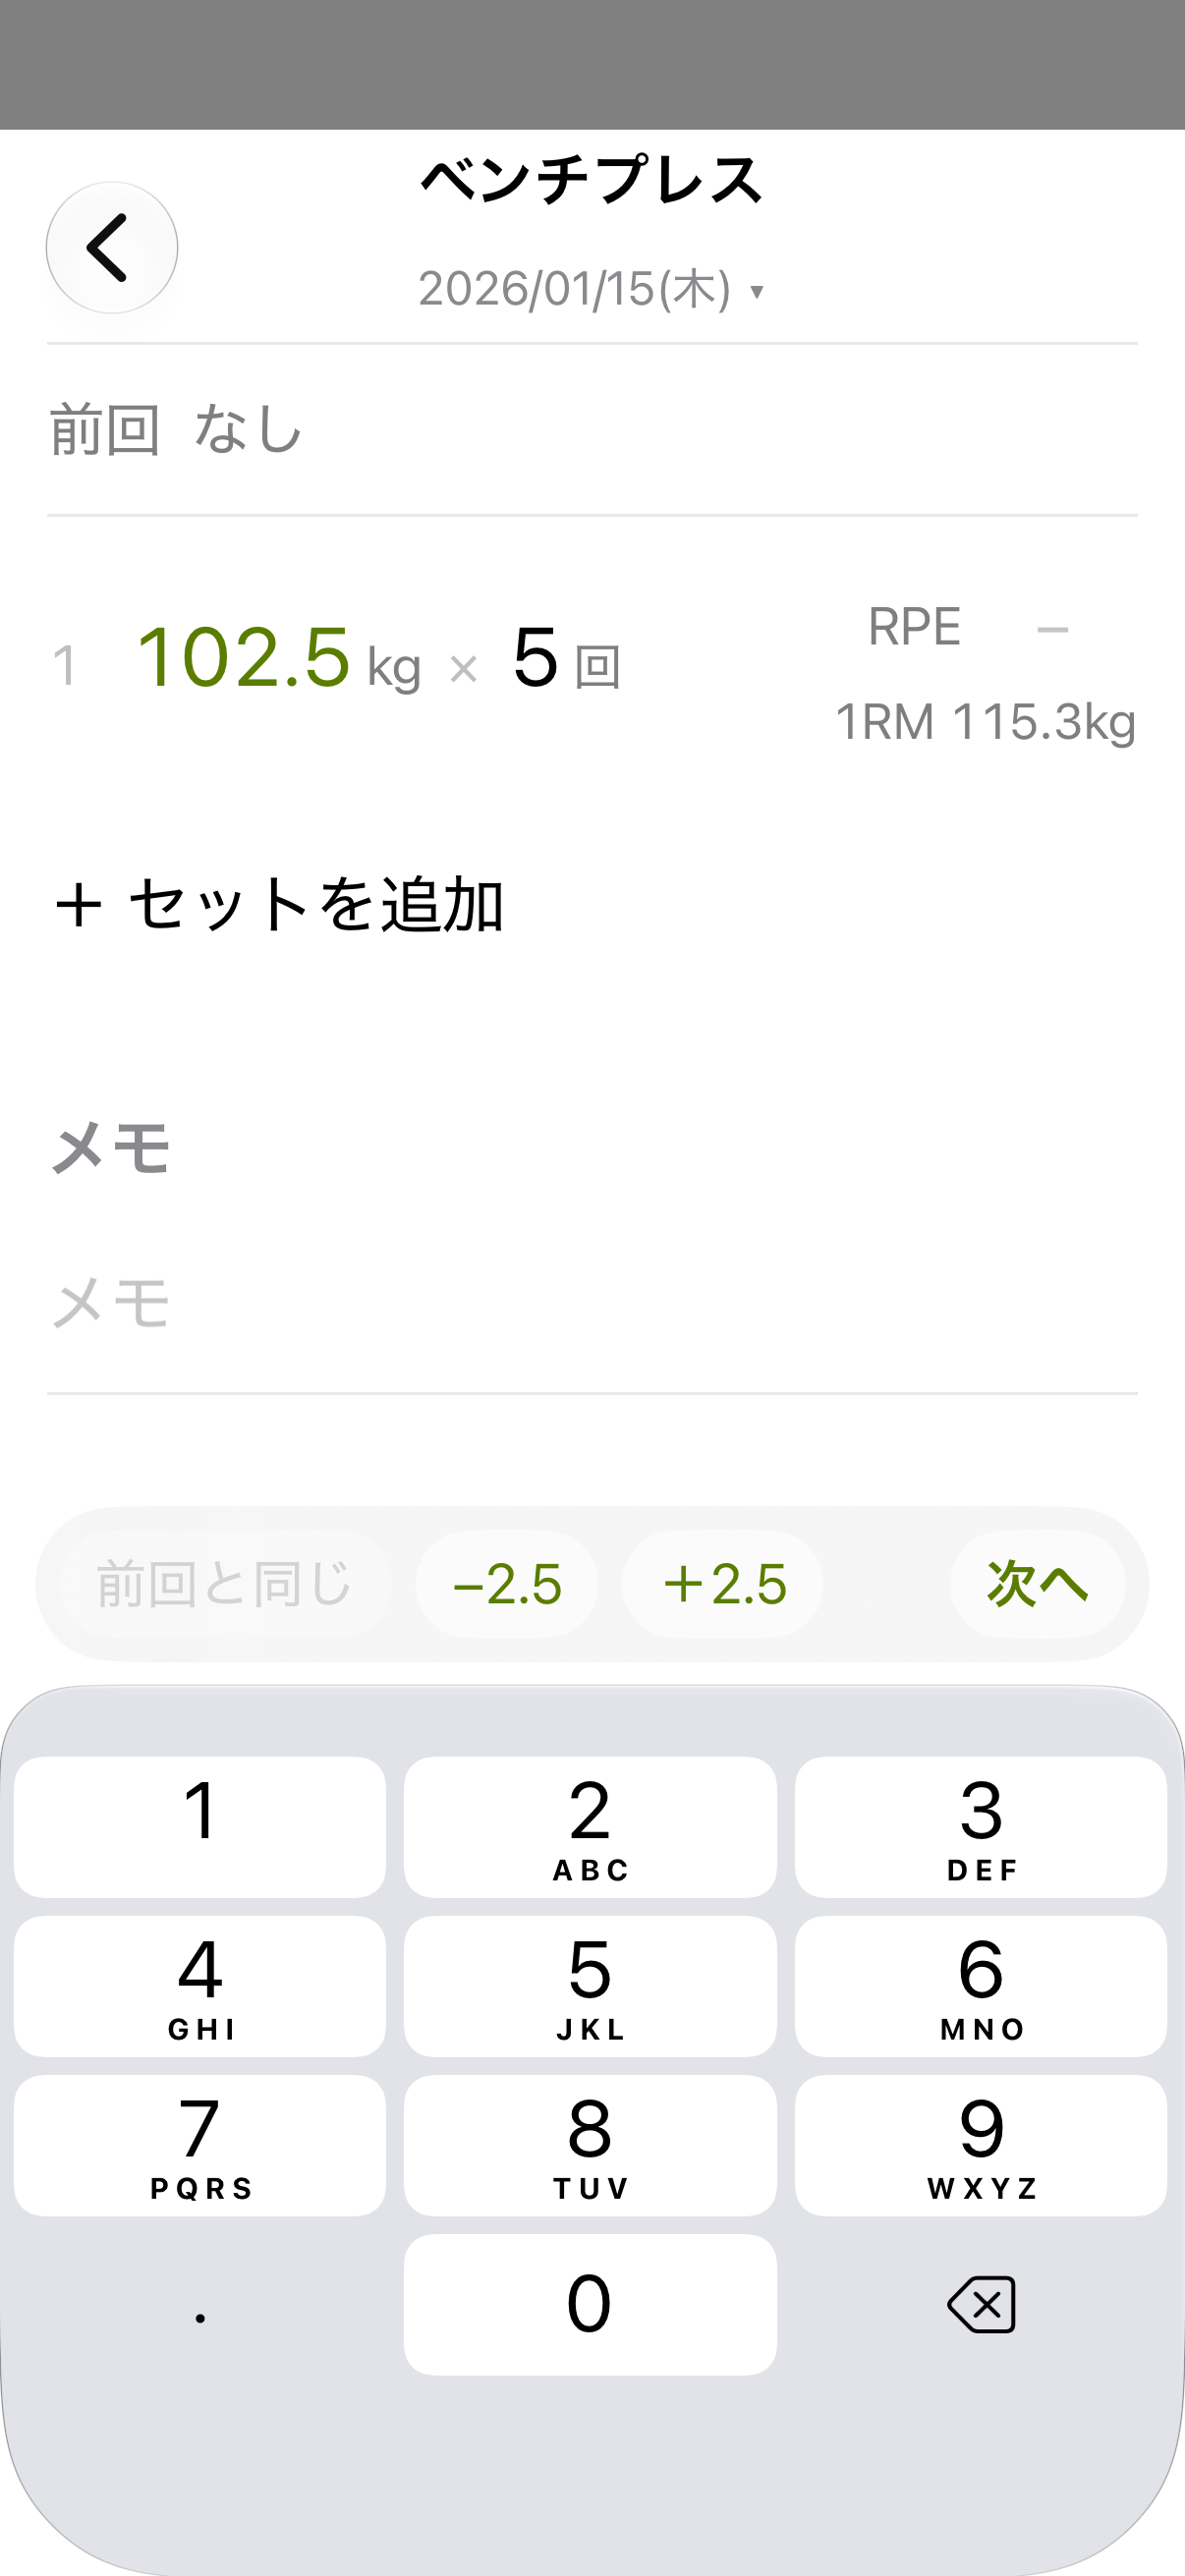 ベンチプレス
2026/01/15(木) ▼
前回 なし
1 102.5 kg × 5 回
RPE –
1RM 115.3kg
＋ セットを追加
メモ
メモ
前回と同じ –2.5 ＋2.5 次へ
1 2 3
ABC DEF
4 5 6
GHI JKL MNO
7 8 9
PQRS TUV WXYZ
. 0